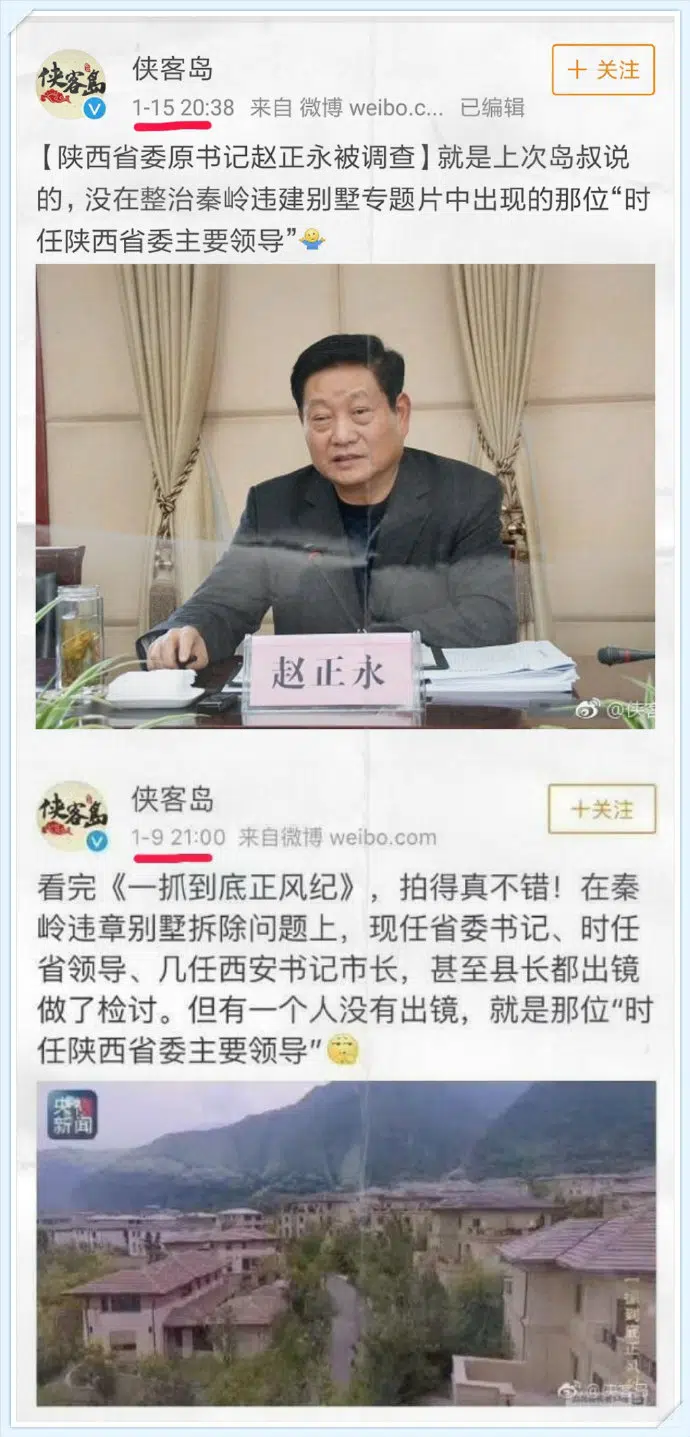 侠客岛
侠客岛
+ 关注
1-15 20:38 来自 微博 weibo.c... 已编辑
【陕西省委原书记赵正永被调查】就是上次岛叔说
的，没在整治秦岭违建别墅专题片中出现的那位“时
任陕西省委主要领导”
赵正永
侠客岛
侠客岛
+关注
1-9 21:00 来自微博 weibo.com
看完《一抓到底正风纪》，拍得真不错！在秦
岭违章别墅拆除问题上，现任省委书记、时任
省领导、几任西安书记市长，甚至县长都出镜
做了检讨。但有一个人没有出镜，就是那位“时
任陕西省委主要领导”
央视
新闻
一抓到底正风纪
@侠客岛